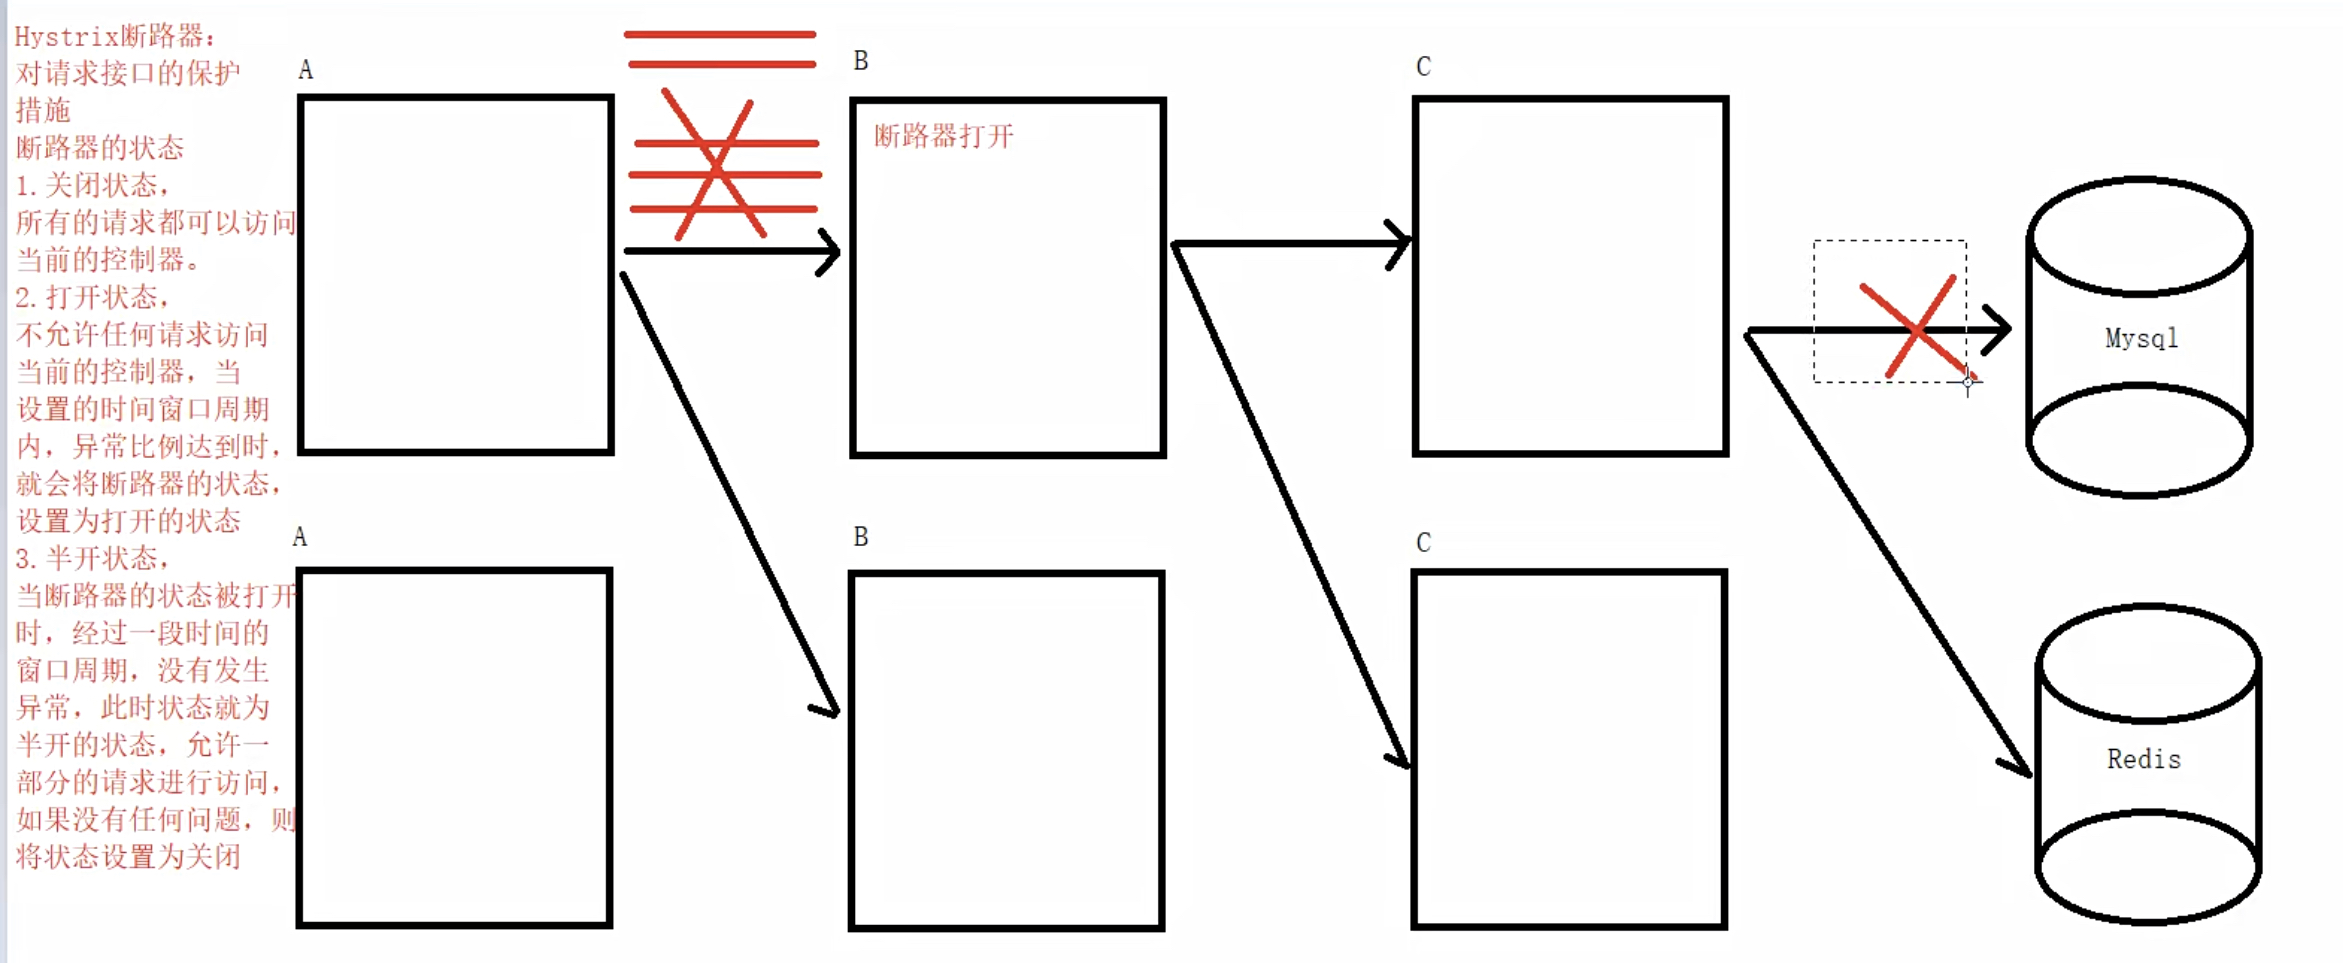 Hystrix断路器：
对请求接口的保护
措施
断路器的状态
1.关闭状态，
所有的请求都可以访问
当前的控制器。
2.打开状态，
不允许任何请求访问
当前的控制器，当
设置的时间窗口周期
内，异常比例达到时，
就会将断路器的状态，
设置为打开的状态
3.半开状态，
当断路器的状态被打开
时，经过一段时间的
窗口周期，没有发生
异常，此时状态就为
半开的状态，允许一
部分的请求进行访问，
如果没有任何问题，则
将状态设置为关闭
A
B
C
断路器打开
Mysql
A
B
C
Redis